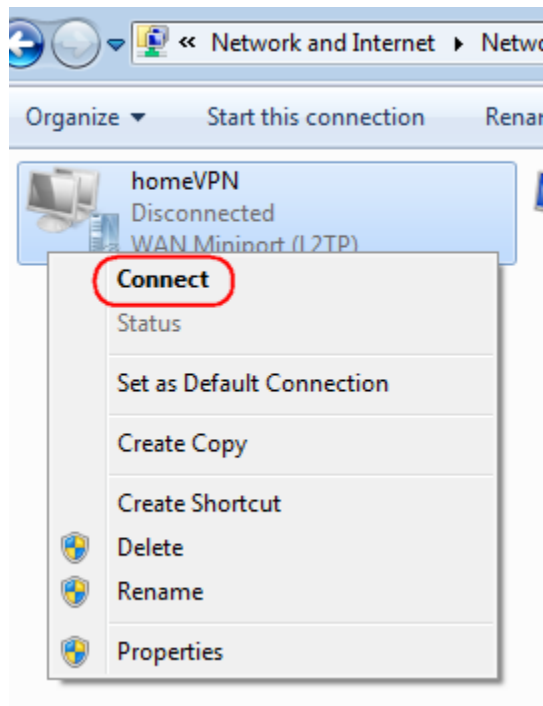 « Network and Internet ▸ Netwo
Organize ▾ Start this connection Renar
homeVPN
Disconnected
WAN Miniport (L2TP)
Connect
Status
Set as Default Connection
Create Copy
Create Shortcut
Delete
Rename
Properties